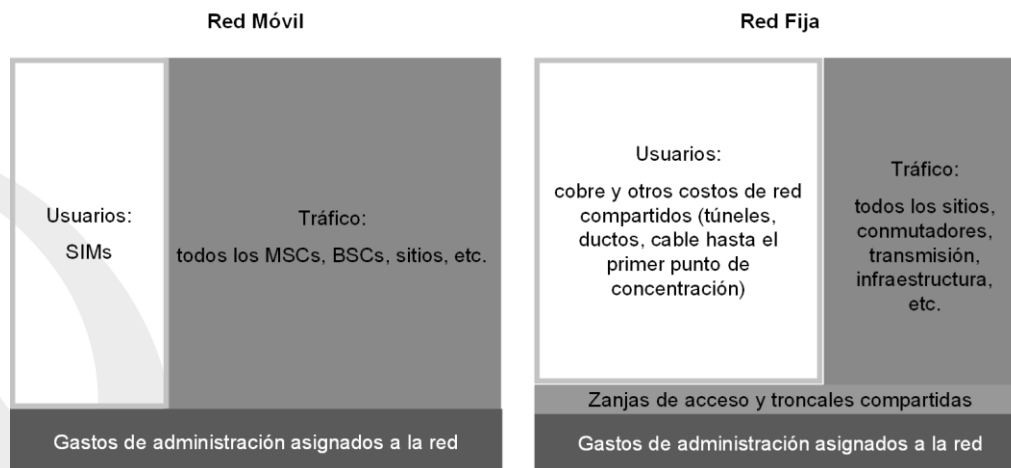 Red Móvil
Usuarios:
SIMs
Tráfico:
todos los MSCs, BSCs, sitios, etc.
Gastos de administración asignados a la red
Red Fija
Usuarios:
cobre y otros costos de red
compartidos (túneles,
ductos, cable hasta el
primer punto de
concentración)
Tráfico:
todos los sitios,
conmutadores,
transmisión,
infraestructura,
etc.
Zanjas de acceso y troncales compartidas
Gastos de administración asignados a la red